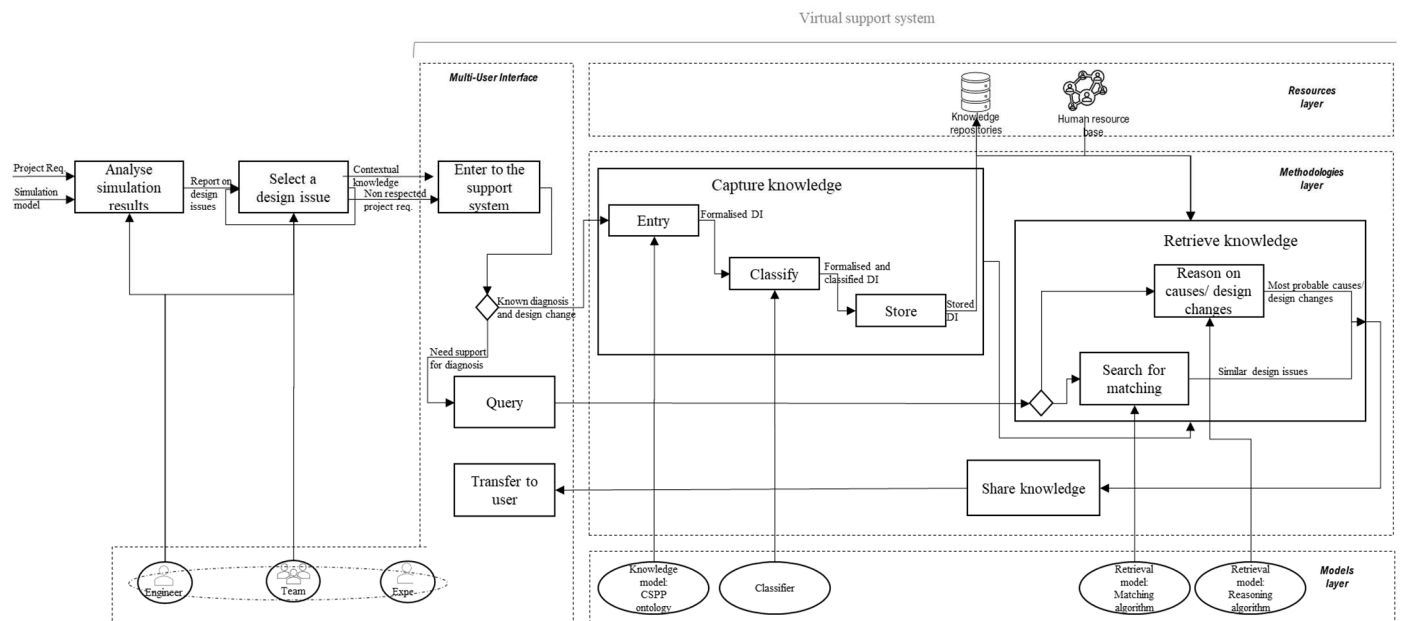 Virtual support system
Multi-User Interface
Resources
layer
Knowledge
repositories
Human resource
base
Project Req.
Simulation
model
Analyse
simulation
results
Report on
design
issues
Select a
design issue
Contextual
knowledge
Non respected
project req.
Enter to the
support
system
Methodologies
layer
Capture knowledge
Entry
Formalised DI
Classify
Formalised and
classified DI
Store
Stored
DI
Retrieve knowledge
Reason on
causes/ design
changes
Most probable causes/
design changes
Known diagnosis
and design change
Need support
for diagnosis
Query
Search for
matching
Similar design issues
Transfer to
user
Share knowledge
Engineer
Team
Expe.
Knowledge
model:
CSPP
ontology
Classifier
Retrieval
model:
Matching
algorithm
Retrieval
model:
Reasoning
algorithm
Models
layer